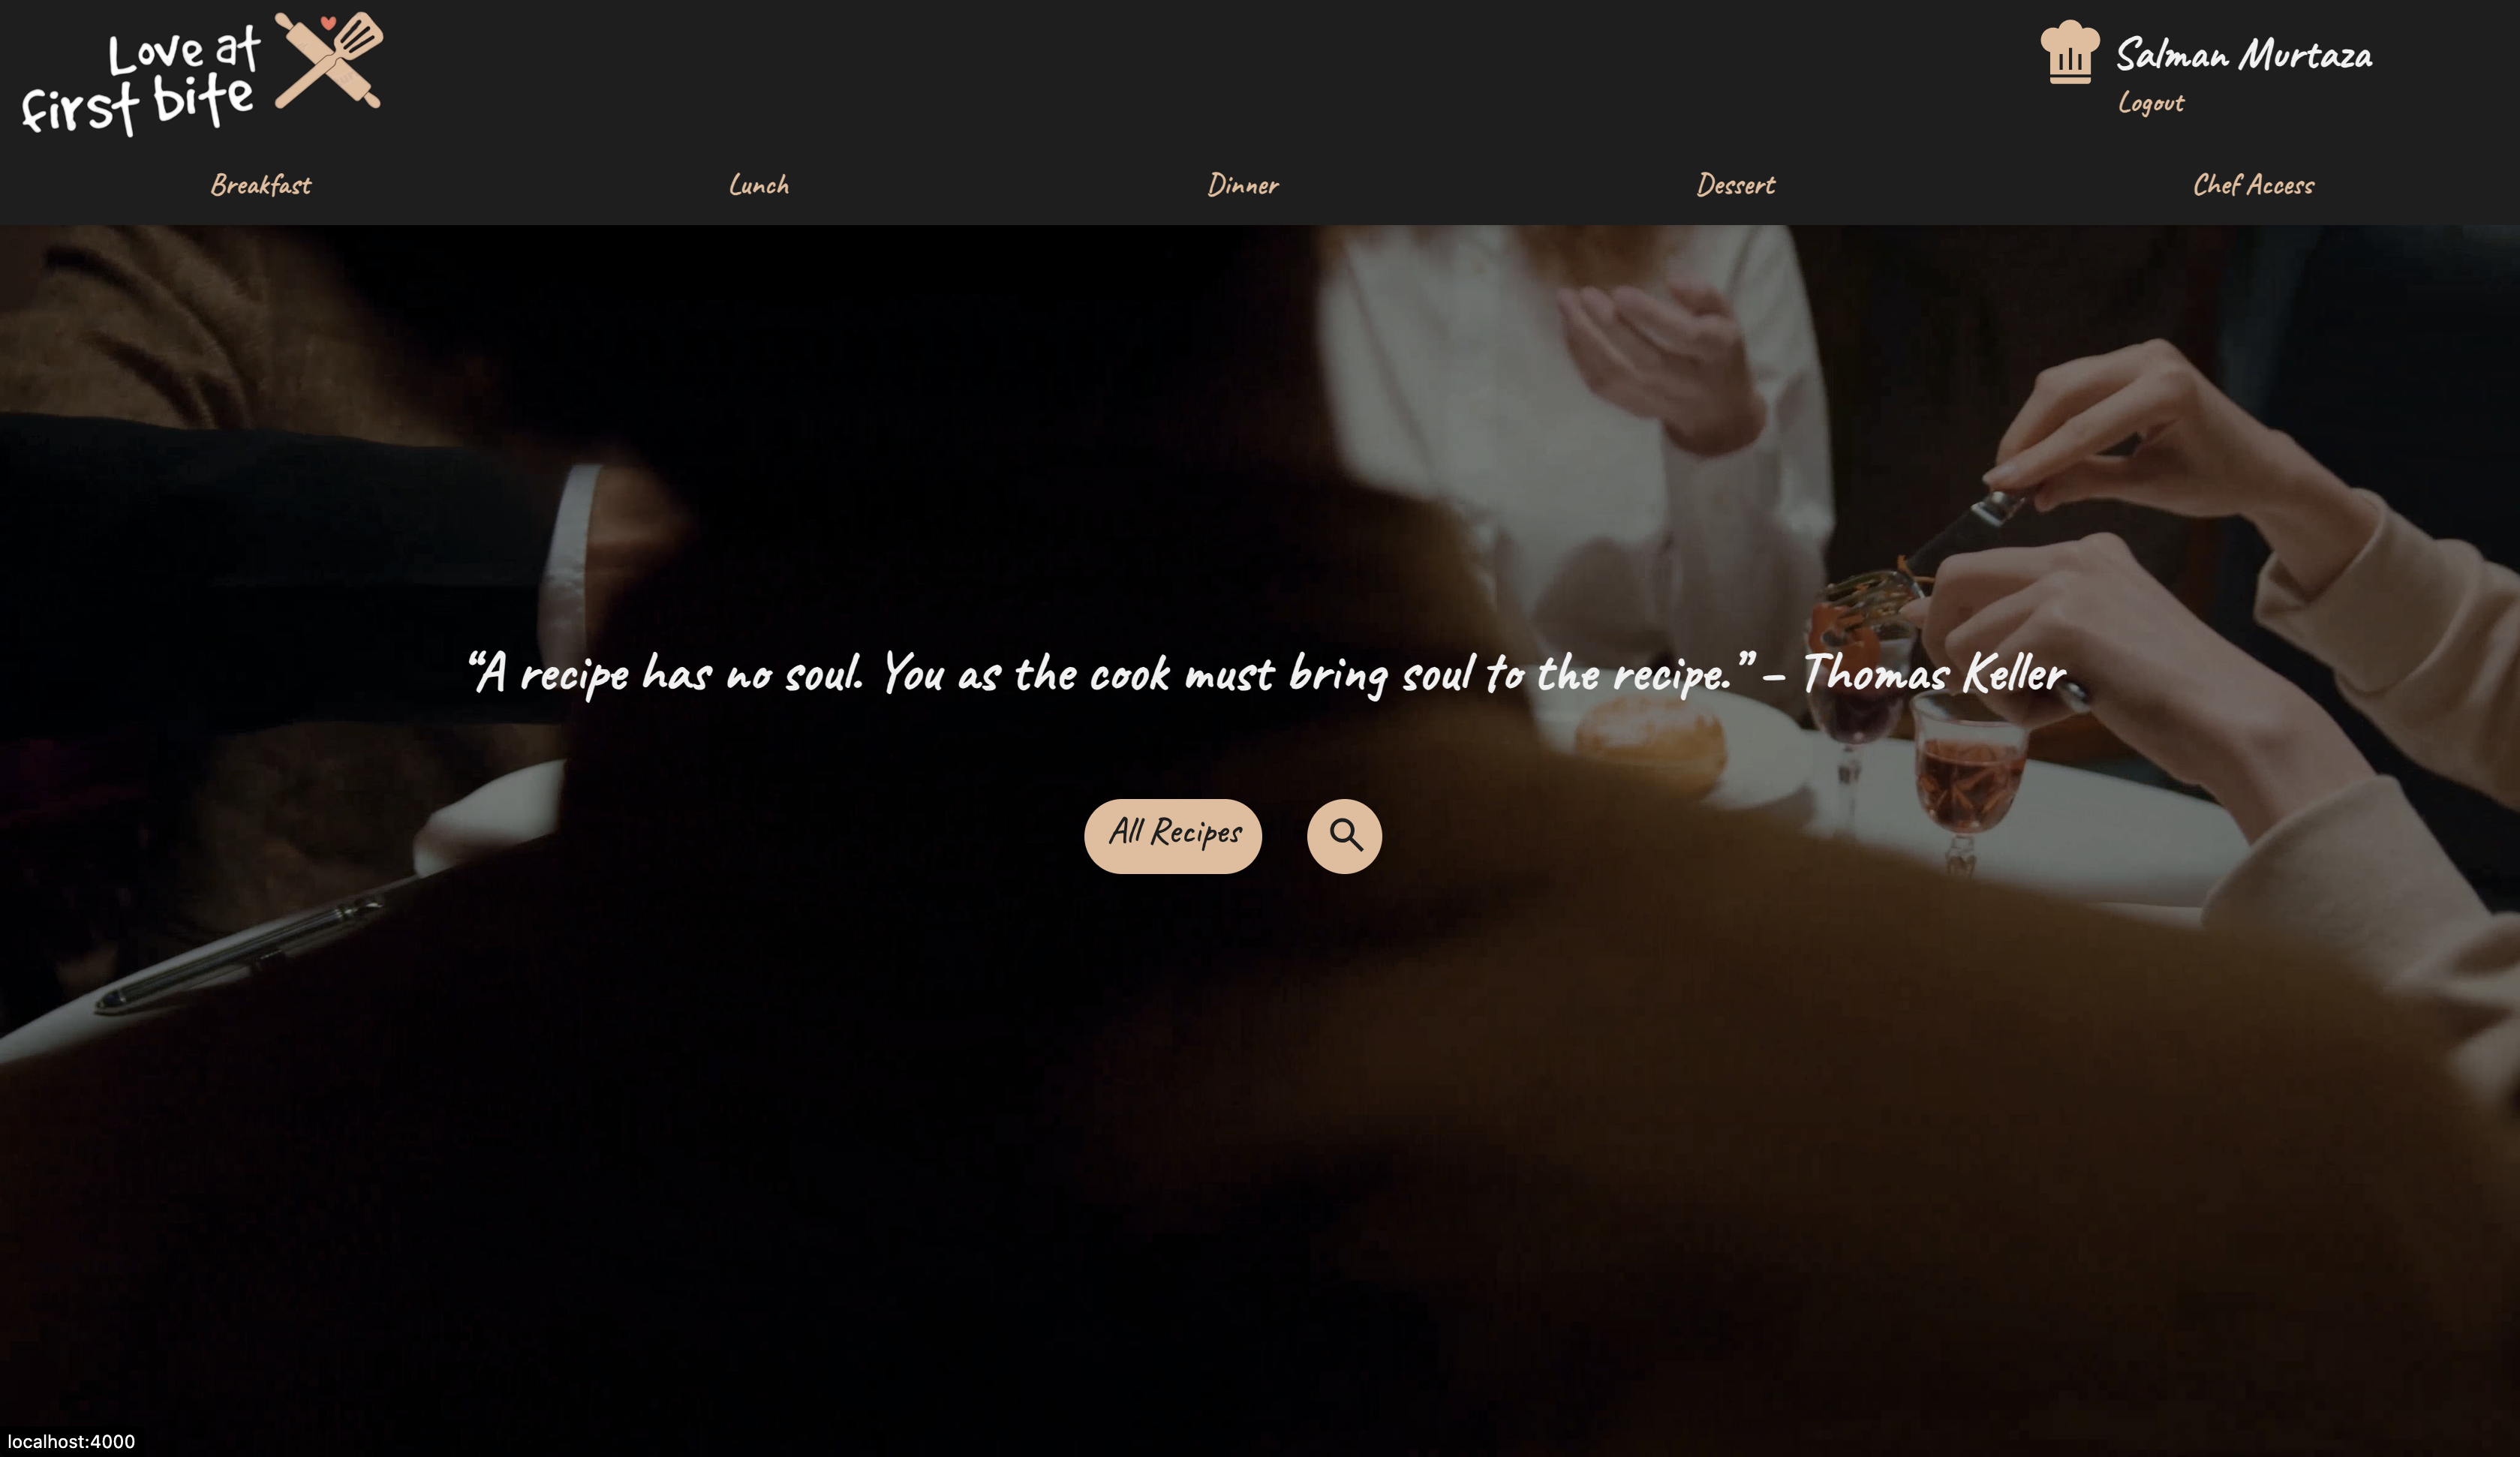 Love at
first bite
Salman Murtaza
Logout
Breakfast
Lunch
Dinner
Dessert
Chef Access
“A recipe has no soul. You as the cook must bring soul to the recipe.” – Thomas Keller
All Recipes
localhost:4000